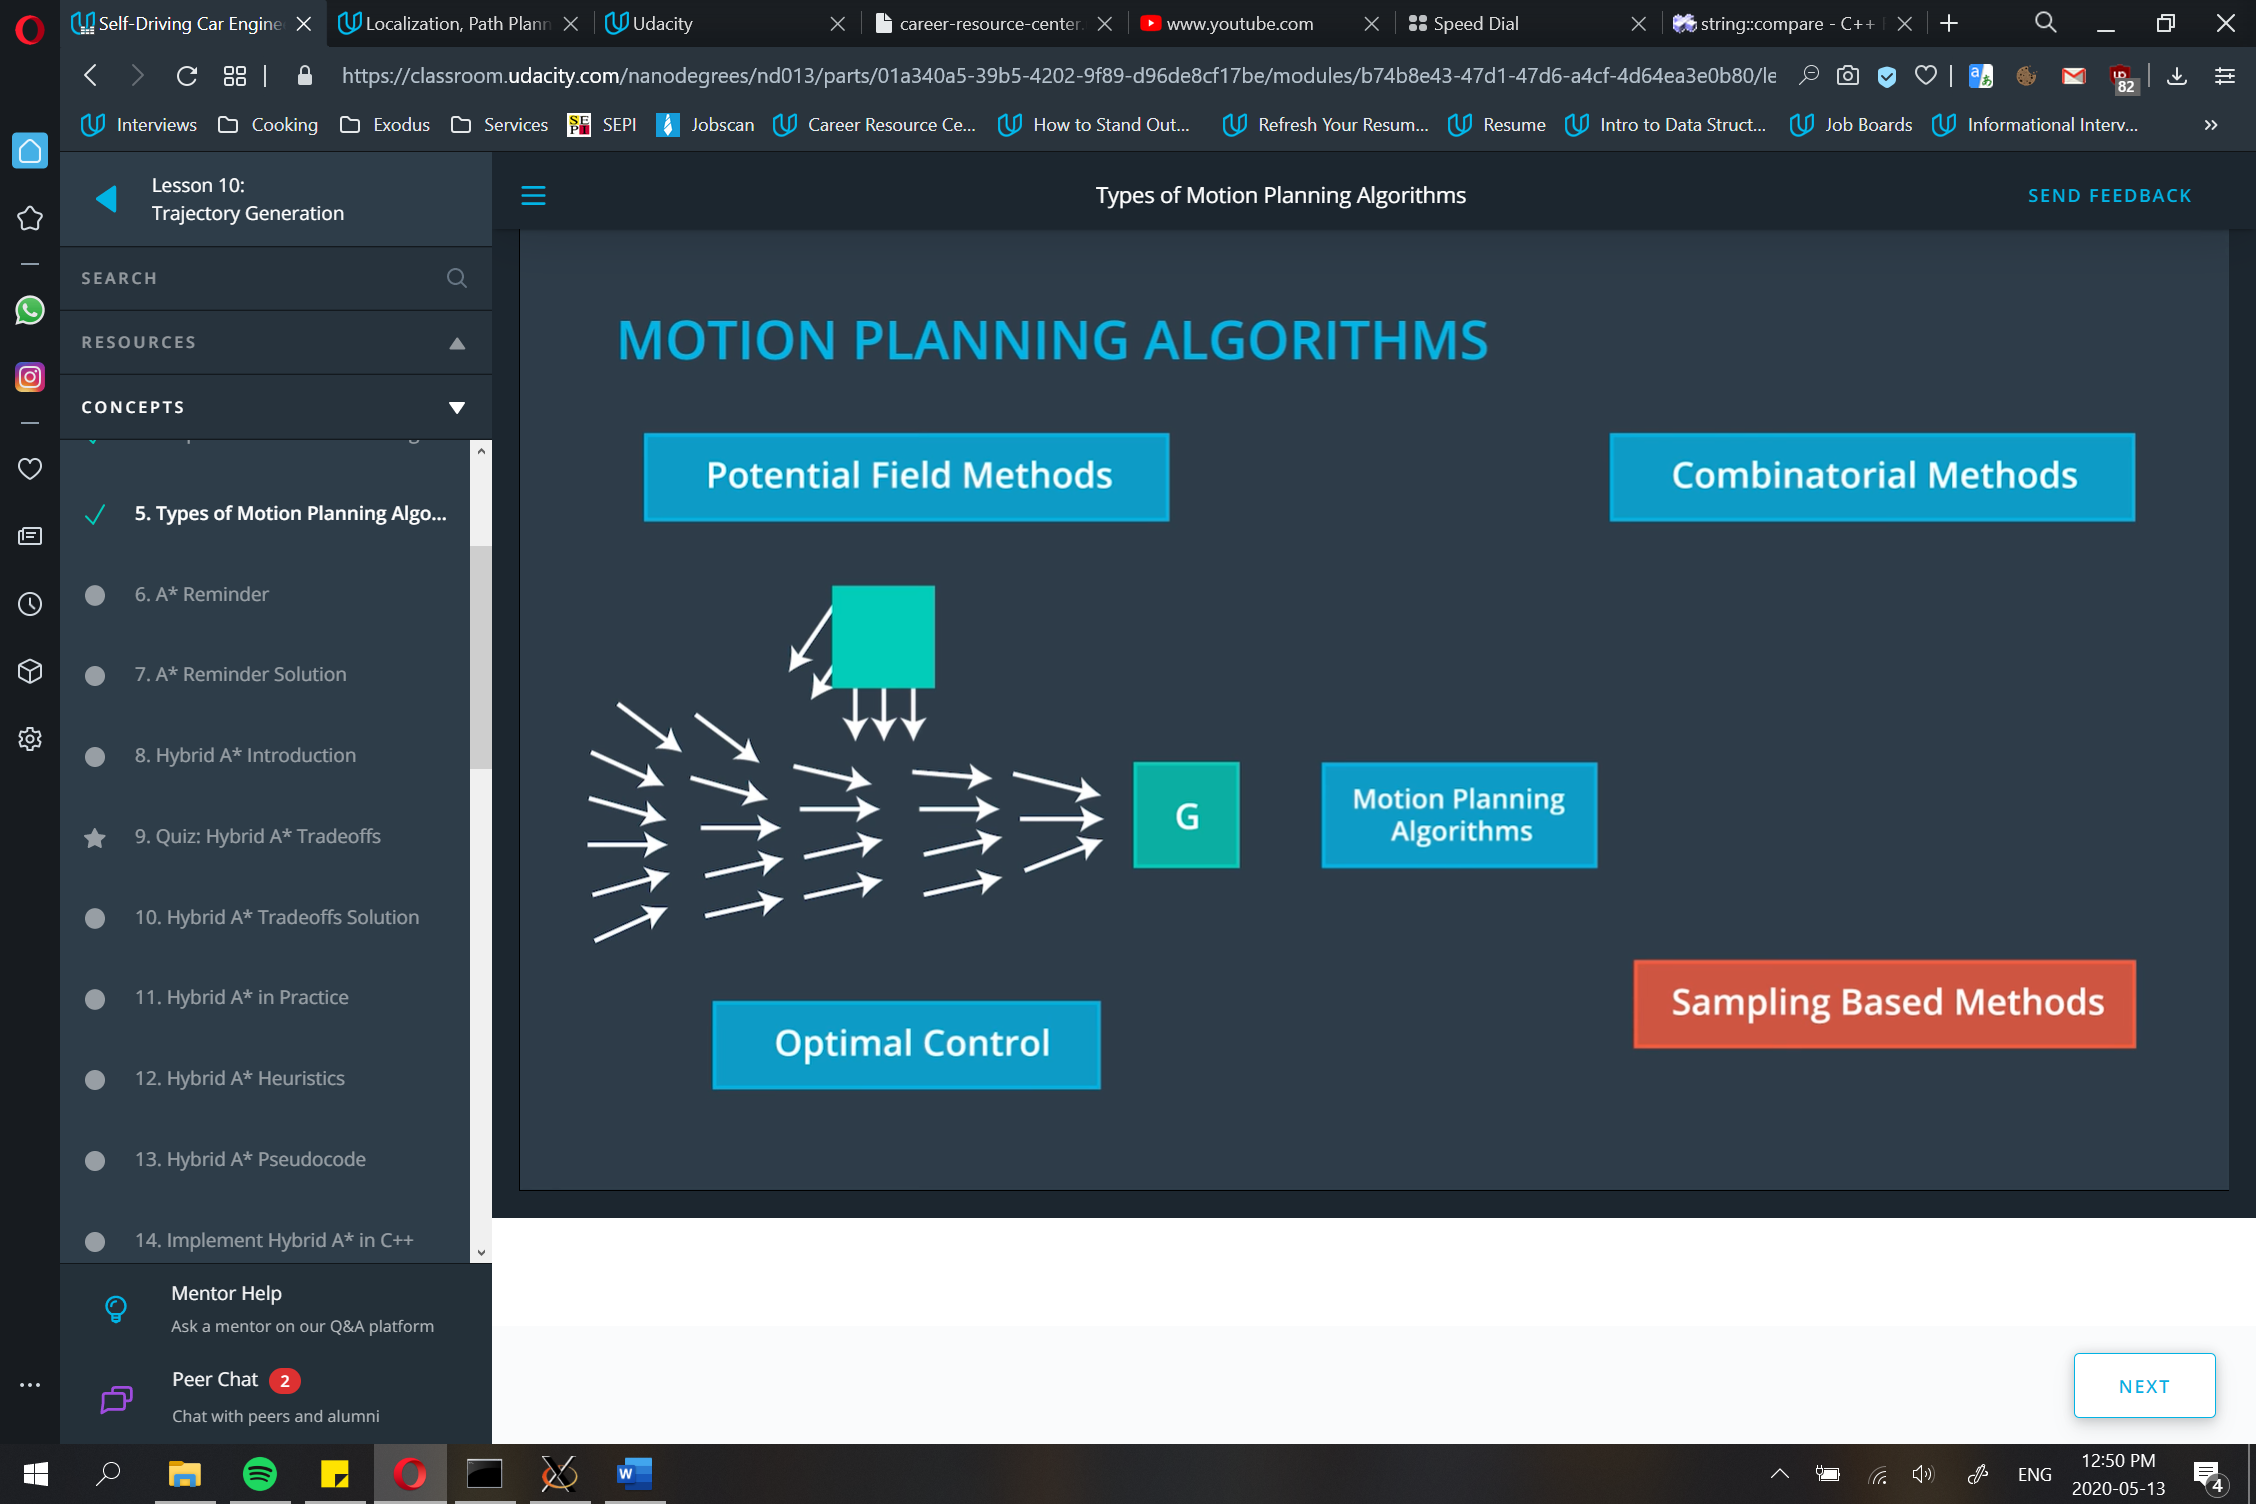 Self-Driving Car Engine
Localization, Path Plann
Udacity
career-resource-center.
www.youtube.com
Speed Dial
string::compare - C++
https://classroom.udacity.com/nanodegrees/nd013/parts/01a340a5-39b5-4202-9f89-d96de8cf17be/modules/b74b8e43-47d1-47d6-a4cf-4d64ea3e0b80/le
82
Interviews
Cooking
Exodus
Services
SEPI
Jobscan
Career Resource Ce...
How to Stand Out...
Refresh Your Resum...
Resume
Intro to Data Struct...
Job Boards
Informational Interv...
Lesson 10:
Trajectory Generation
Types of Motion Planning Algorithms
SEND FEEDBACK
SEARCH
RESOURCES
CONCEPTS
5. Types of Motion Planning Algo...
6. A* Reminder
7. A* Reminder Solution
8. Hybrid A* Introduction
9. Quiz: Hybrid A* Tradeoffs
10. Hybrid A* Tradeoffs Solution
11. Hybrid A* in Practice
12. Hybrid A* Heuristics
13. Hybrid A* Pseudocode
14. Implement Hybrid A* in C++
Mentor Help
Ask a mentor on our Q&A platform
Peer Chat 2
Chat with peers and alumni
MOTION PLANNING ALGORITHMS
Potential Field Methods
Combinatorial Methods
G
Motion Planning
Algorithms
Sampling Based Methods
Optimal Control
NEXT
ENG
12:50 PM
2020-05-13
4